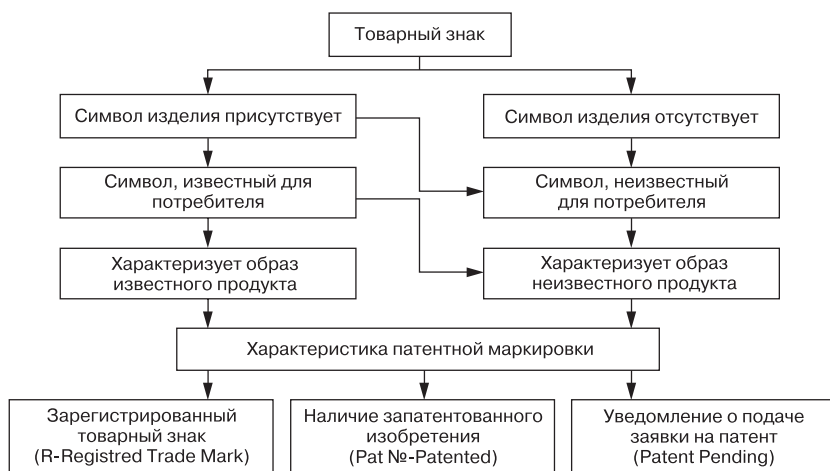 Товарный знак
Символ изделия присутствует
Символ изделия отсутствует
Символ, известный для
потребителя
Символ, неизвестный
для потребителя
Характеризует образ
известного продукта
Характеризует образ
неизвестного продукта
Характеристика патентной маркировки
Зарегистрированный
товарный знак
(R-Registred Trade Mark)
Наличие запатентованного
изобретения
(Pat №-Patented)
Уведомление о подаче
заявки на патент
(Patent Pending)